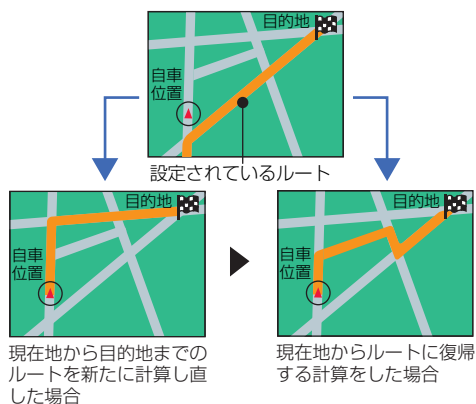 目的地
自車
位置
設定されているルート
目的地
自車
位置
現在地から目的地までの
ルートを新たに計算し直
した場合
目的地
自車
位置
現在地からルートに復帰
する計算をした場合